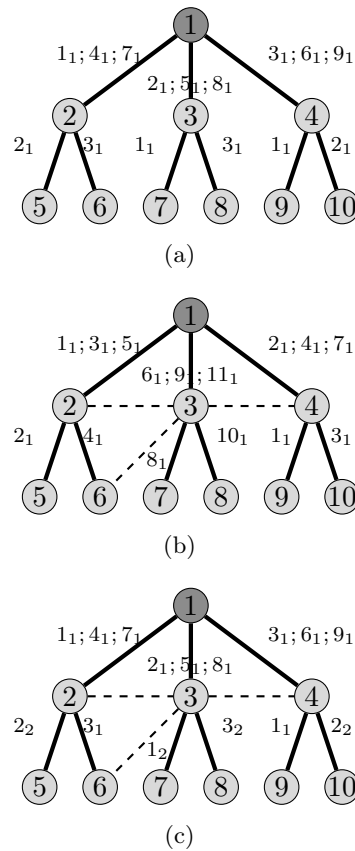 1
1₁;4₁;7₁ 2₁;5₁;8₁ 3₁;6₁;9₁
2 3 4
2₁ 3₁ 1₁ 3₁ 1₁ 2₁
5 6 7 8 9 10
(a)
1
1₁;3₁;5₁ 6₁;9₁;11₁ 2₁;4₁;7₁
2 3 4
2₁ 4₁ 8₁ 10₁ 1₁ 3₁
5 6 7 8 9 10
(b)
1
1₁;4₁;7₁ 2₁;5₁;8₁ 3₁;6₁;9₁
2 3 4
2₂ 3₁ 1₂ 3₂ 1₁ 2₂
5 6 7 8 9 10
(c)